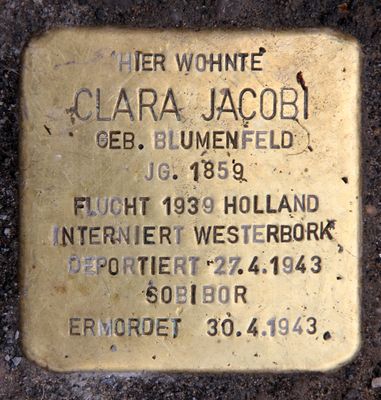 HIER WOHNTE
CLARA JACOBI
GEB. BLUMENFELD
JG. 1859
FLUCHT 1939 HOLLAND
INTERNIERT WESTERBORK
DEPORTIERT 27.4.1943
SOBIBOR
ERMORDET 30.4.1943